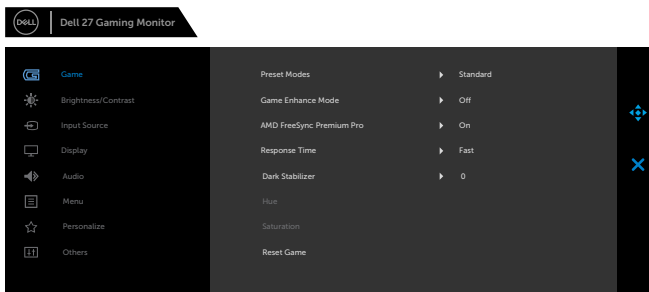 DELL
Dell 27 Gaming Monitor
Game
Preset Modes Standard
Brightness/Contrast
Game Enhance Mode Off
Input Source
AMD FreeSync Premium Pro On
Display
Response Time Fast
Audio
Dark Stabilizer 0
Menu
Hue
Personalize
Saturation
Others
Reset Game